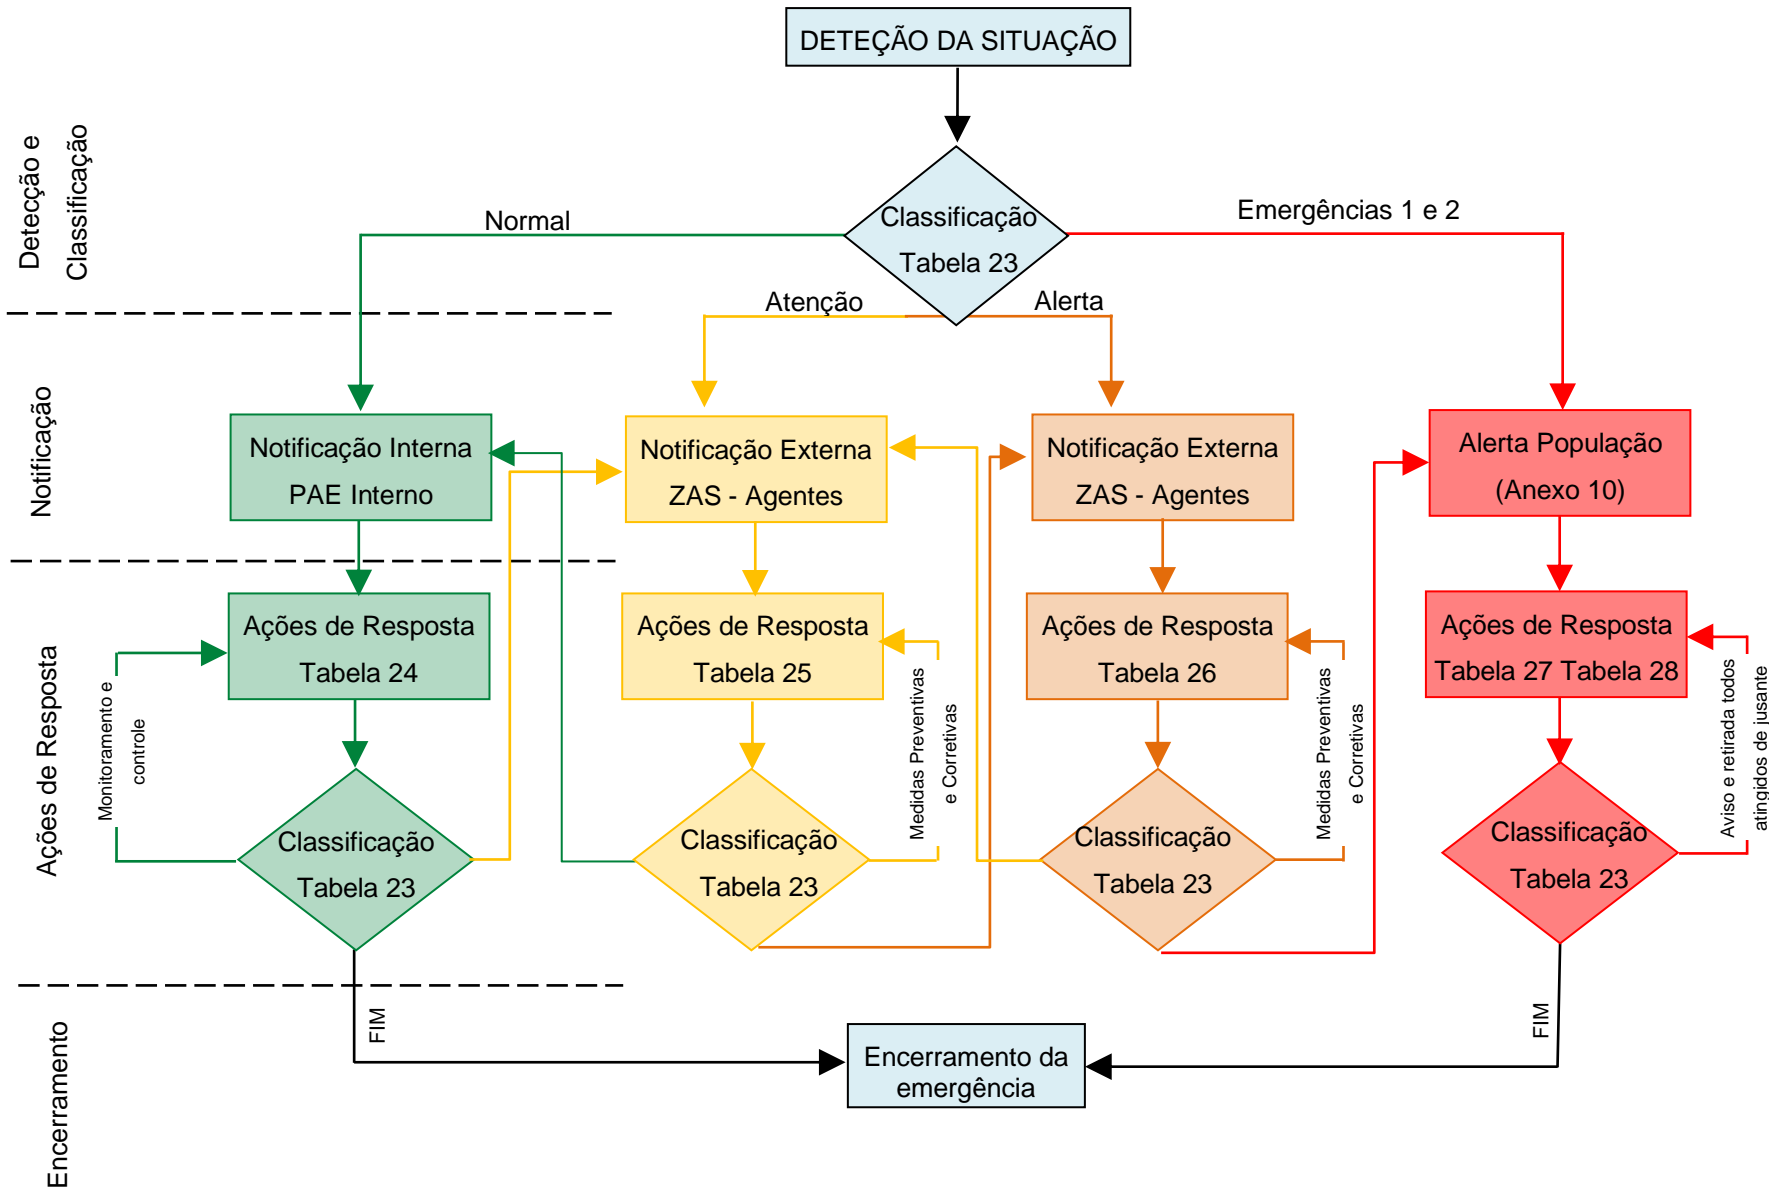 DETEÇÃO DA SITUAÇÃO
Detecção e
Classificação
Classificação
Tabela 23
Normal
Emergências 1 e 2
Atenção
Alerta
Notificação
Notificação Interna
PAE Interno
Notificação Externa
ZAS - Agentes
Notificação Externa
ZAS - Agentes
Alerta População
(Anexo 10)
Ações de Resposta
Ações de Resposta
Tabela 24
Ações de Resposta
Tabela 25
Ações de Resposta
Tabela 26
Ações de Resposta
Tabela 27 Tabela 28
Monitoramento e
controle
Medidas Preventivas
e Corretivas
Medidas Preventivas
e Corretivas
Aviso e retirada todos
atingidos de jusante
Classificação
Tabela 23
Classificação
Tabela 23
Classificação
Tabela 23
Classificação
Tabela 23
Encerramento
FIM
FIM
Encerramento da
emergência